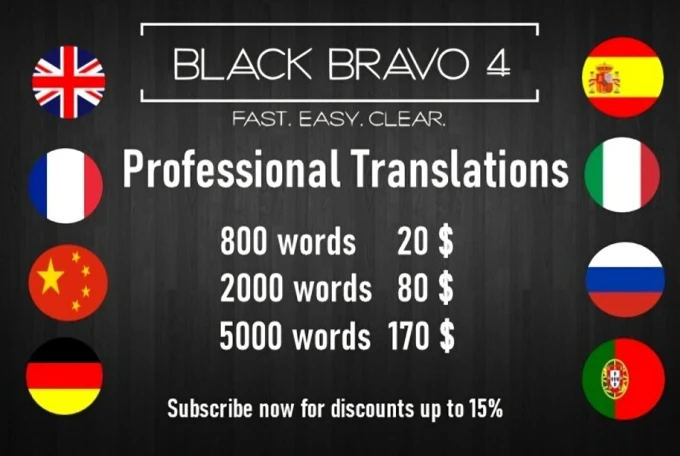 BLACK BRAVO 4
FAST. EASY. CLEAR.
Professional Translations
800 words 20 $
2000 words 80 $
5000 words 170 $
Subscribe now for discounts up to 15%